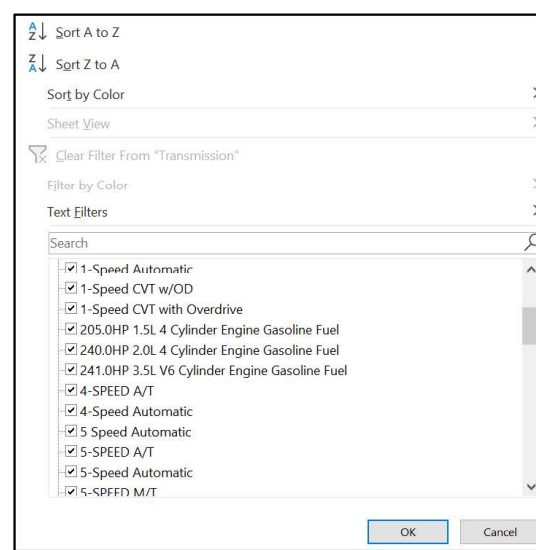 Sort A to Z
Sort Z to A
Sort by Color
Sheet View
Clear Filter From "Transmission"
Filter by Color
Text Filters
Search
1-Speed Automatic
1-Speed CVT w/OD
1-Speed CVT with Overdrive
205.0HP 1.5L 4 Cylinder Engine Gasoline Fuel
240.0HP 2.0L 4 Cylinder Engine Gasoline Fuel
241.0HP 3.5L V6 Cylinder Engine Gasoline Fuel
4-SPEED A/T
4-Speed Automatic
5 Speed Automatic
5-SPEED A/T
5-Speed Automatic
5-SPEED M/T
OK Cancel